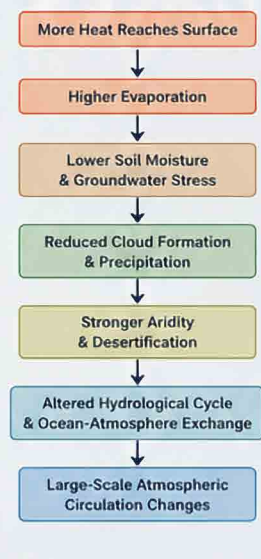 More Heat Reaches Surface
Higher Evaporation
Lower Soil Moisture
& Groundwater Stress
Reduced Cloud Formation
& Precipitation
Stronger Aridity
& Desertification
Altered Hydrological Cycle
& Ocean-Atmosphere Exchange
Large-Scale Atmospheric
Circulation Changes